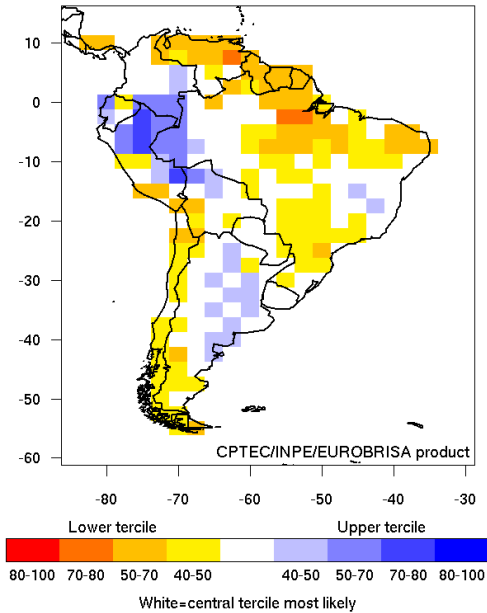 10
0
-10
-20
-30
-40
-50
-60
CPTEC/INPE/EUROBRISA product
-80 -70 -60 -50 -40 -30
Lower tercile Upper tercile
80-100 70-80 50-70 40-50 40-50 50-70 70-80 80-100
White=central tercile most likely